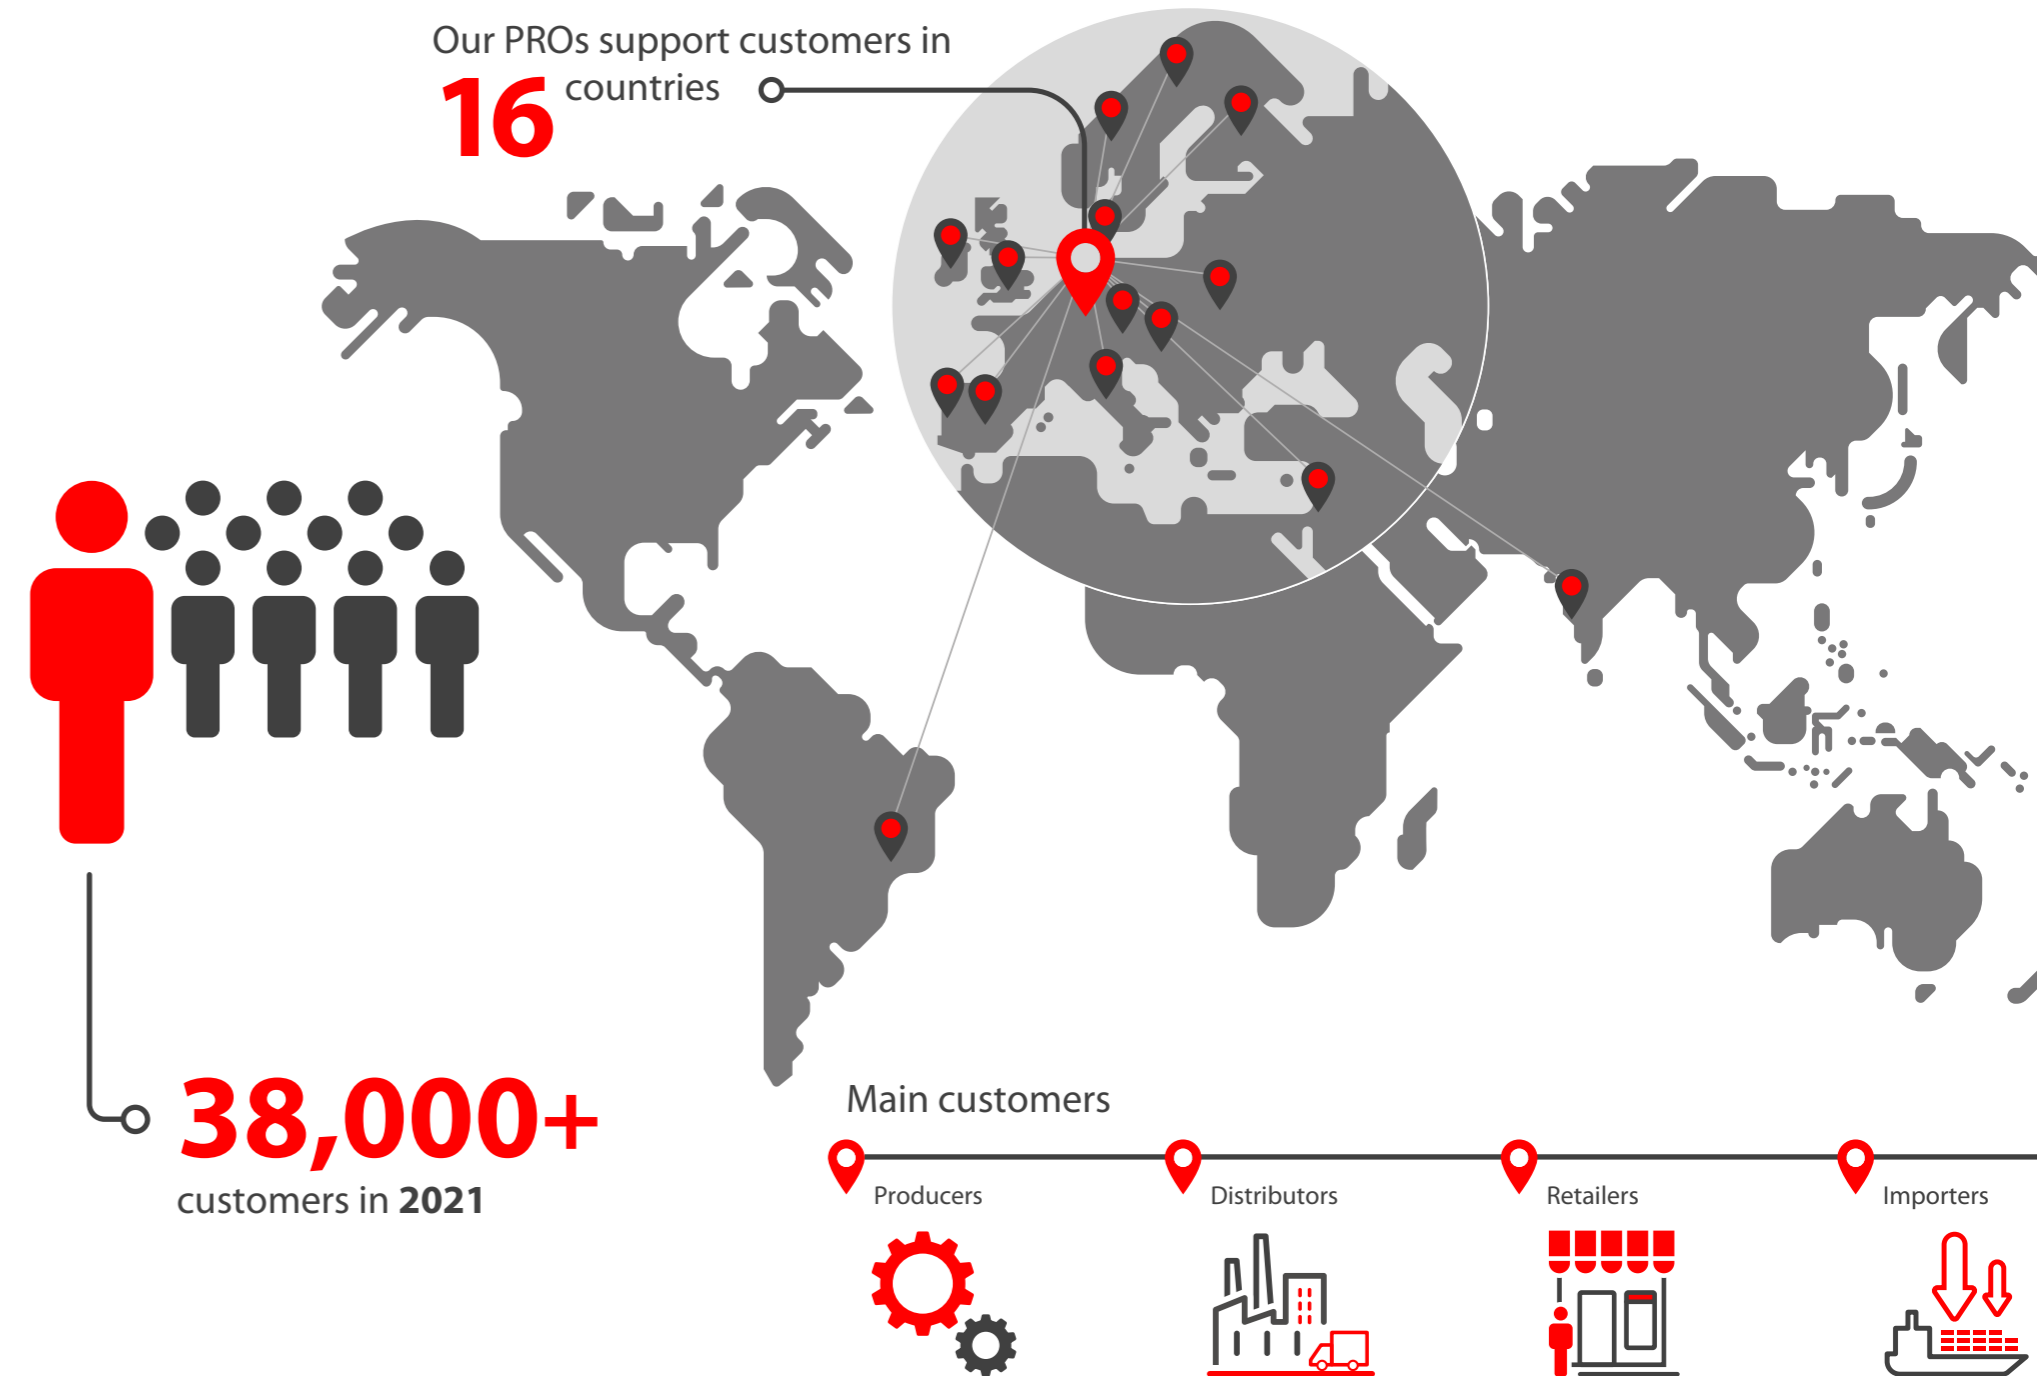 Our PROs support customers in
16 countries
38,000+
customers in 2021
Main customers
Producers
Distributors
Retailers
Importers